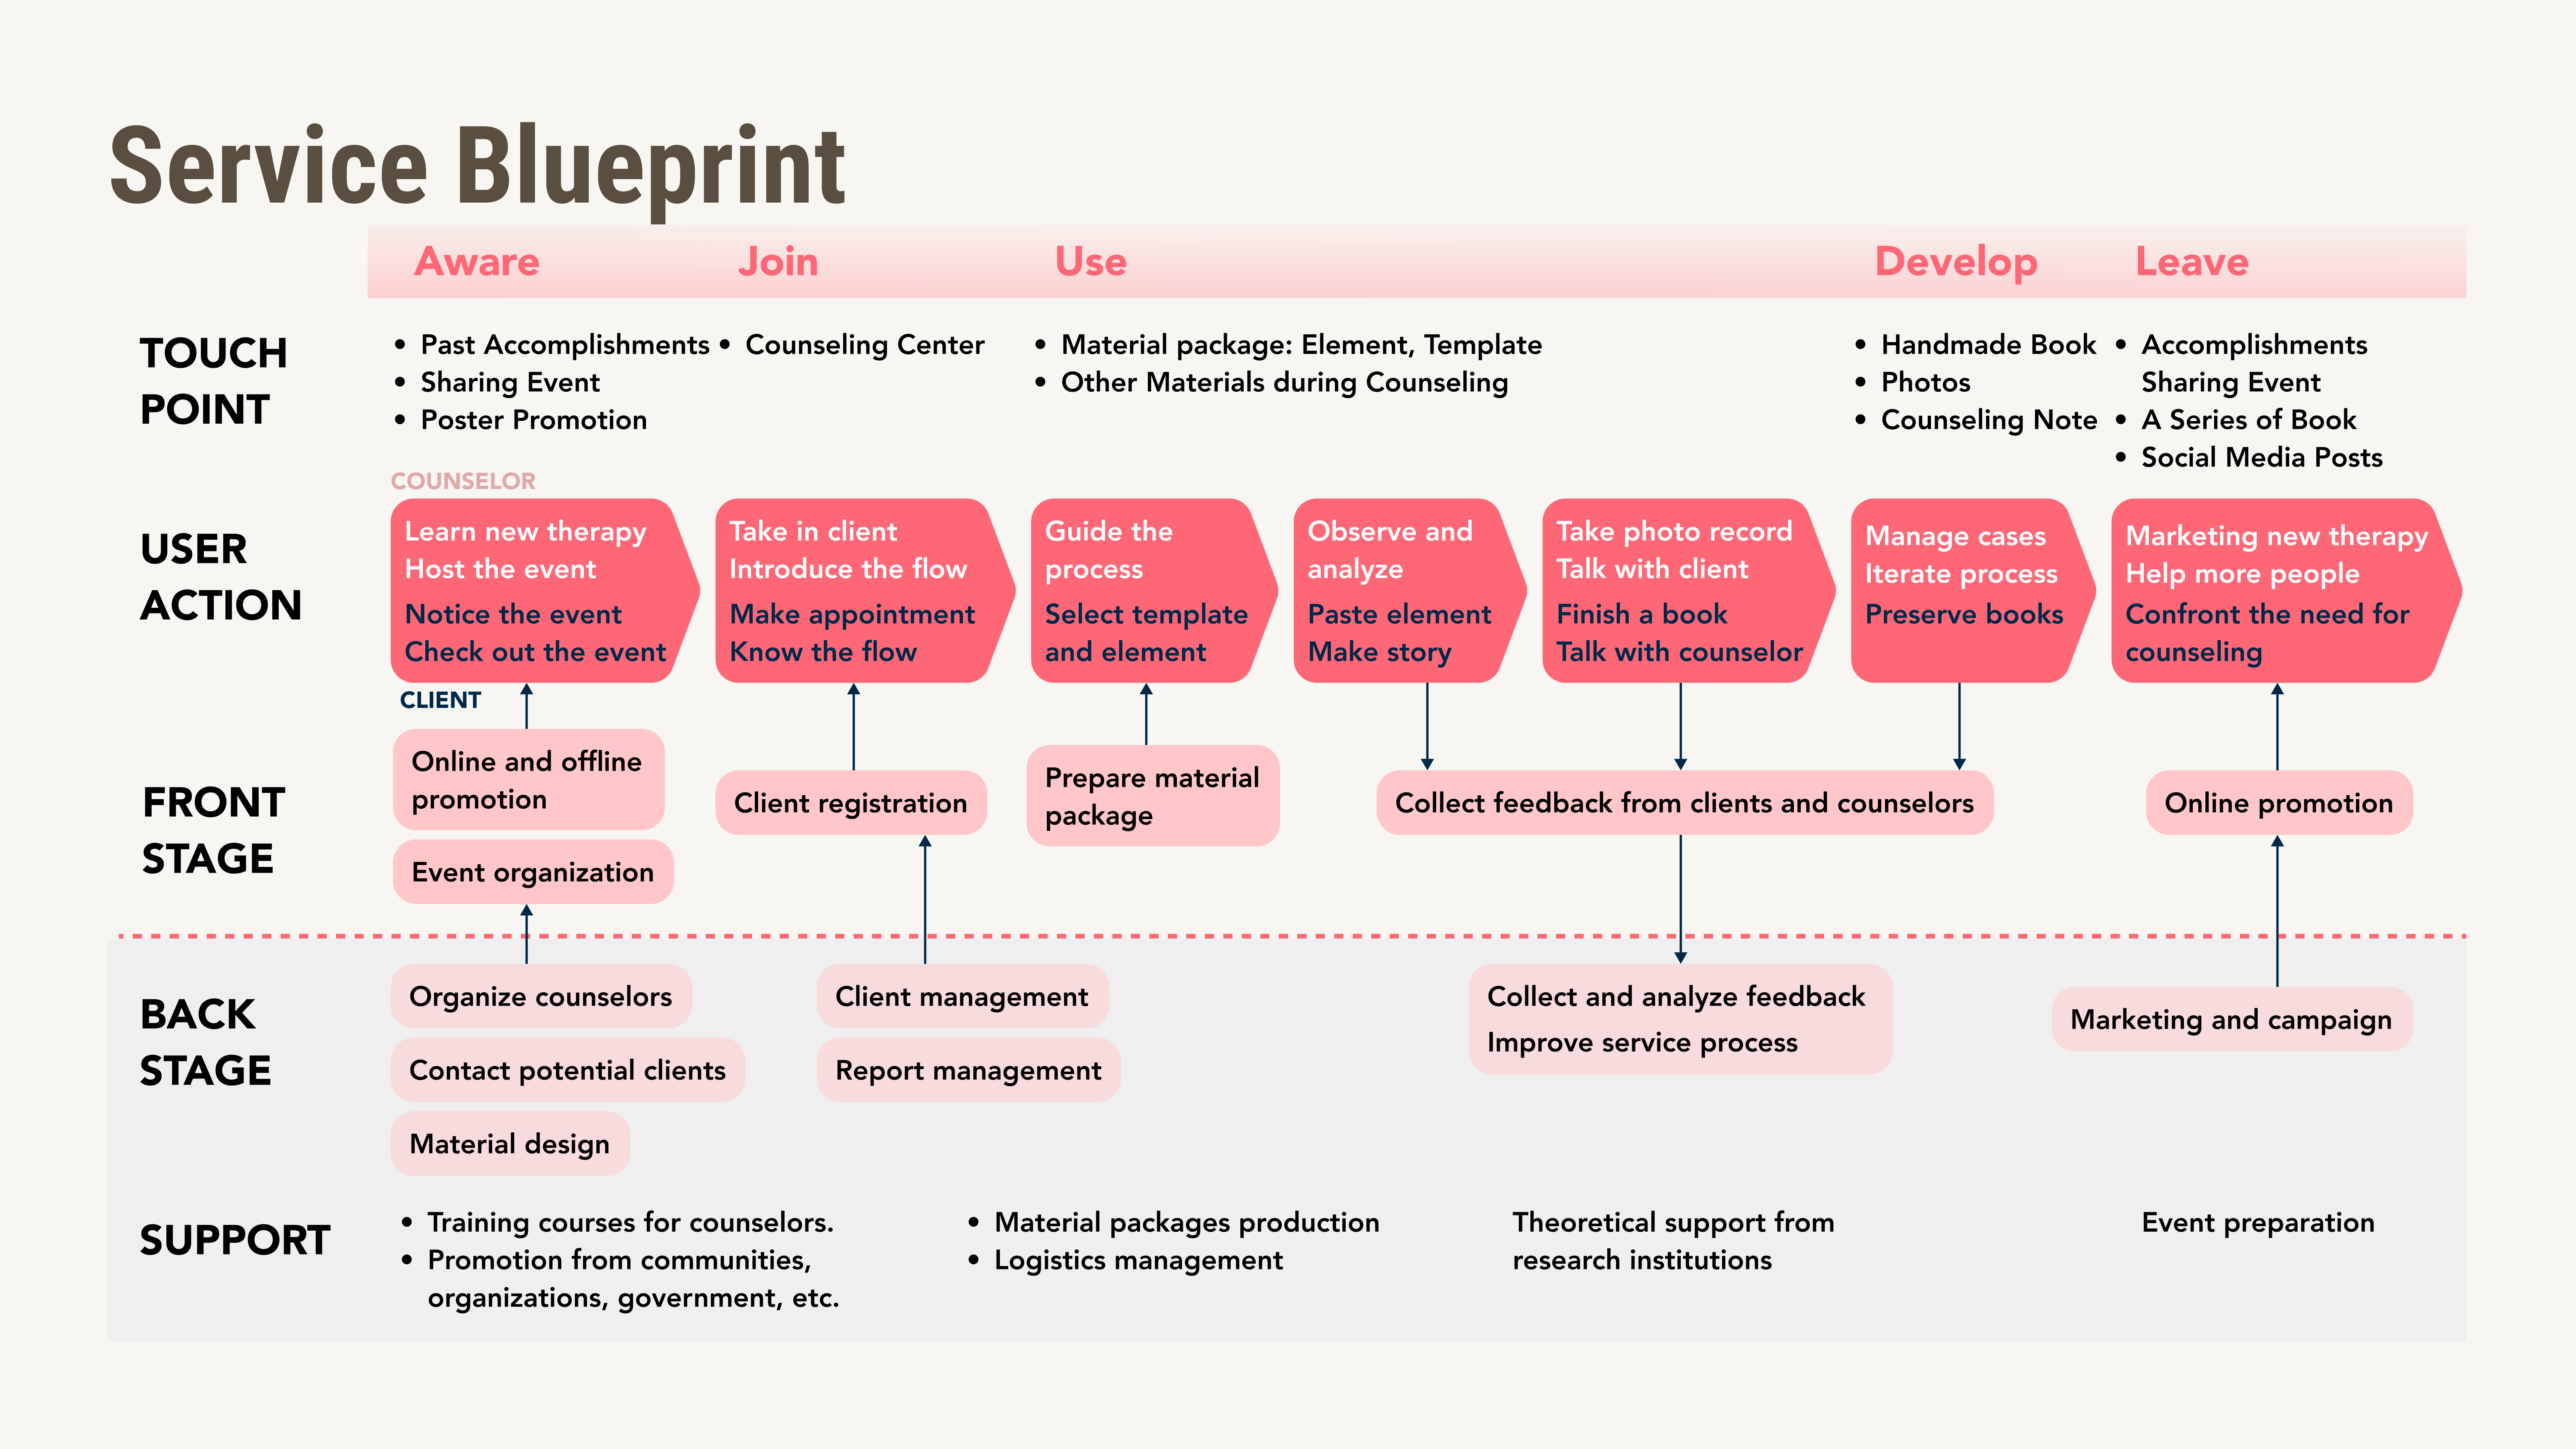 Service Blueprint
Aware
Join
Use
Develop
Leave
TOUCH
POINT
• Past Accomplishments
• Sharing Event
• Poster Promotion
• Counseling Center
• Material package: Element, Template
• Other Materials during Counseling
• Handmade Book
• Photos
• Counseling Note
• Accomplishments
Sharing Event
• A Series of Book
• Social Media Posts
COUNSELOR
USER
ACTION
Learn new therapy
Host the event
Notice the event
Check out the event
Take in client
Introduce the flow
Make appointment
Know the flow
Guide the
process
Select template
and element
Observe and
analyze
Paste element
Make story
Take photo record
Talk with client
Finish a book
Talk with counselor
Manage cases
Iterate process
Preserve books
Marketing new therapy
Help more people
Confront the need for
counseling
CLIENT
FRONT
STAGE
Online and offline
promotion
Event organization
Client registration
Prepare material
package
Collect feedback from clients and counselors
Online promotion
BACK
STAGE
Organize counselors
Contact potential clients
Material design
Client management
Report management
Collect and analyze feedback
Improve service process
Marketing and campaign
SUPPORT
• Training courses for counselors.
• Promotion from communities,
organizations, government, etc.
• Material packages production
• Logistics management
Theoretical support from
research institutions
Event preparation